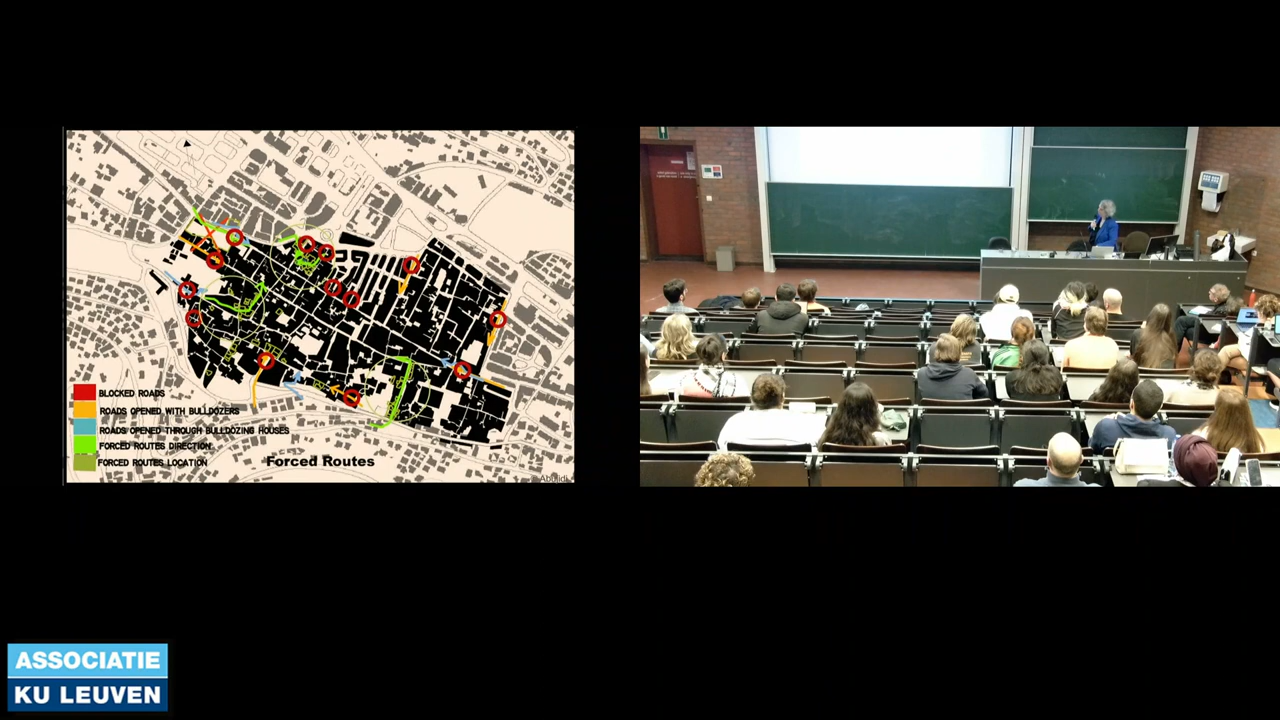 BLOCKED ROADS
ROADS OPENED WITH BULLDOZERS
ROADS OPENED THROUGH BULLDOZING HOUSES
FORCED ROUTES DIRECTION
FORCED ROUTES LOCATION
Forced Routes
ASSOCIATIE
KU LEUVEN